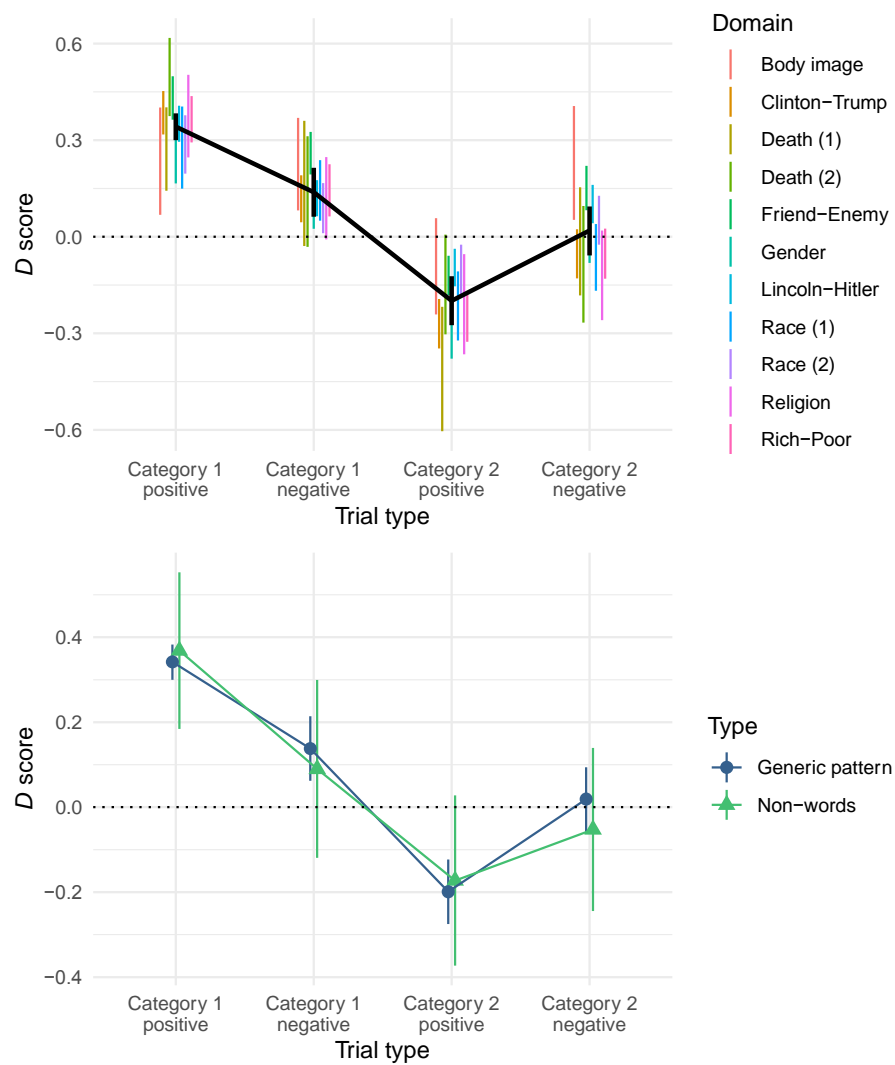 0.6
0.3
0.0
−0.3
−0.6
D score
Category 1
positive
Category 1
negative
Category 2
positive
Category 2
negative
Trial type
Domain
Body image
Clinton−Trump
Death (1)
Death (2)
Friend−Enemy
Gender
Lincoln−Hitler
Race (1)
Race (2)
Religion
Rich−Poor
0.4
0.2
0.0
−0.2
−0.4
D score
Category 1
positive
Category 1
negative
Category 2
positive
Category 2
negative
Trial type
Type
Generic pattern
Non−words